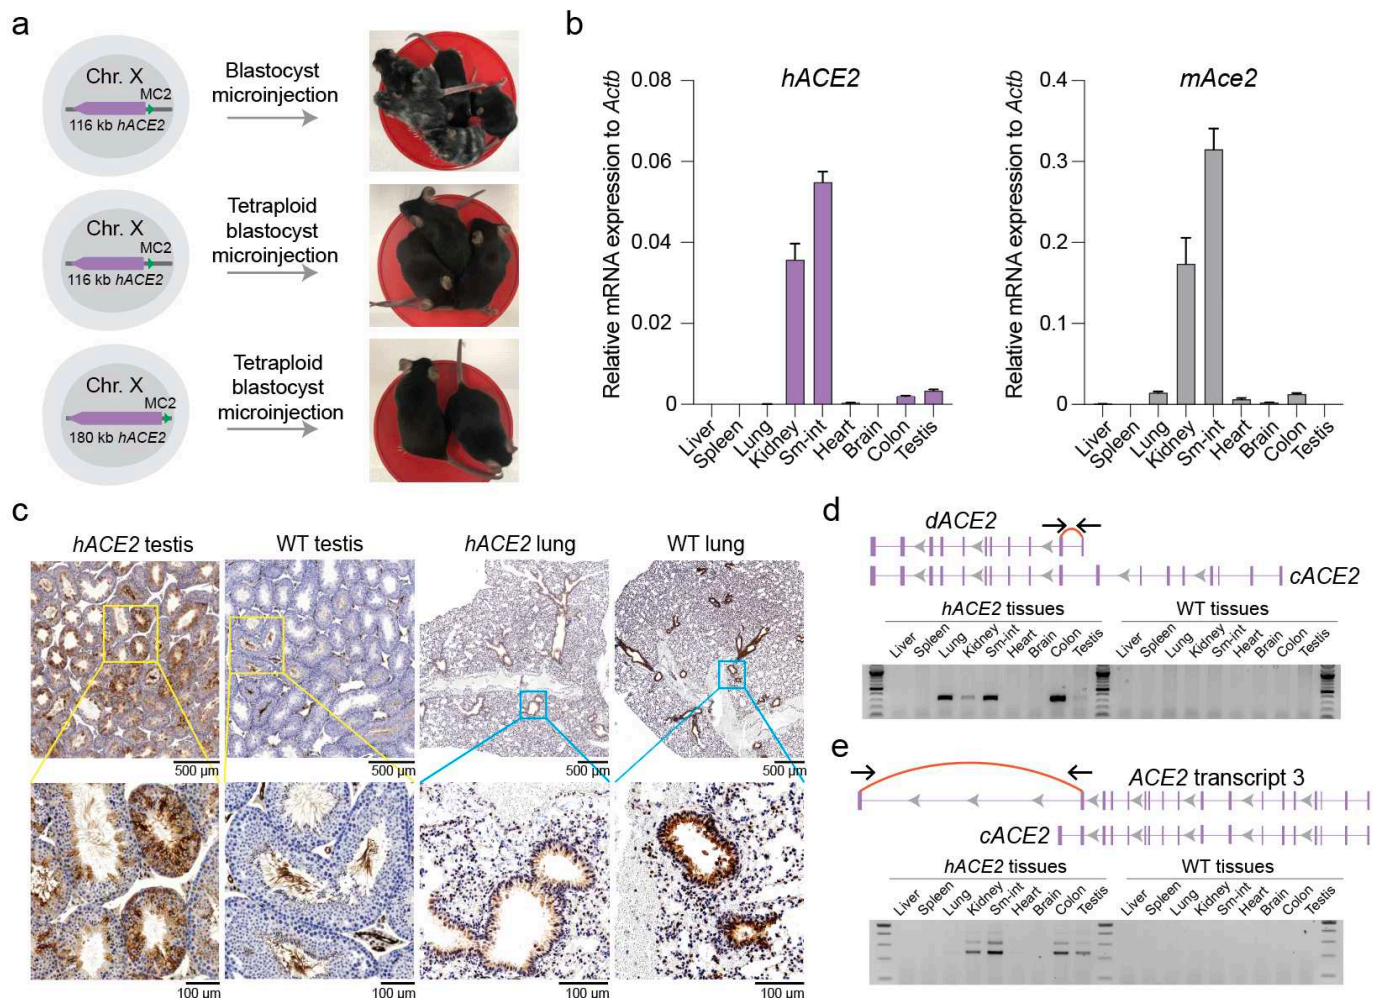 a
Chr. X
MC2
116 kb hACE2
Blastocyst
microinjection
Chr. X
MC2
116 kb hACE2
Tetraploid
blastocyst
microinjection
Chr. X
MC2
180 kb hACE2
Tetraploid
blastocyst
microinjection
b
hACE2
Relative mRNA expression to Actb
0.08
0.06
0.04
0.02
0
Liver
Spleen
Lung
Kidney
Sm-int
Heart
Brain
Colon
Testis
mAce2
Relative mRNA expression to Actb
0.4
0.3
0.2
0.1
0
Liver
Spleen
Lung
Kidney
Sm-int
Heart
Brain
Colon
Testis
c
hACE2 testis
WT testis
hACE2 lung
WT lung
500 µm
500 µm
500 µm
500 µm
100 µm
100 µm
100 µm
100 µm
d
dACE2
cACE2
hACE2 tissues
WT tissues
Liver
Spleen
Lung
Kidney
Sm-int
Heart
Brain
Colon
Testis
Liver
Spleen
Lung
Kidney
Sm-int
Heart
Brain
Colon
Testis
e
ACE2 transcript 3
cACE2
hACE2 tissues
WT tissues
Liver
Spleen
Lung
Kidney
Sm-int
Heart
Brain
Colon
Testis
Liver
Spleen
Lung
Kidney
Sm-int
Heart
Brain
Colon
Testis